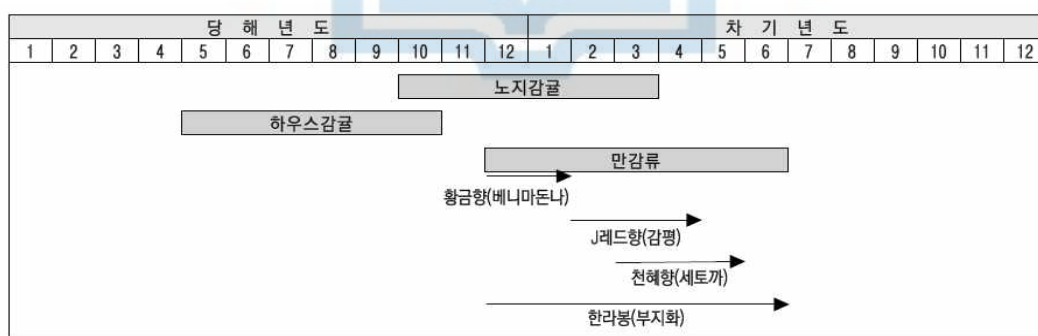 당 해 년 도 차 기 년 도
1 2 3 4 5 6 7 8 9 10 11 12 1 2 3 4 5 6 7 8 9 10 11 12
노지감귤
하우스감귤
만감류
황금향(베니마돈나)
J레드향(감평)
천혜향(세토까)
한라봉(부지화)